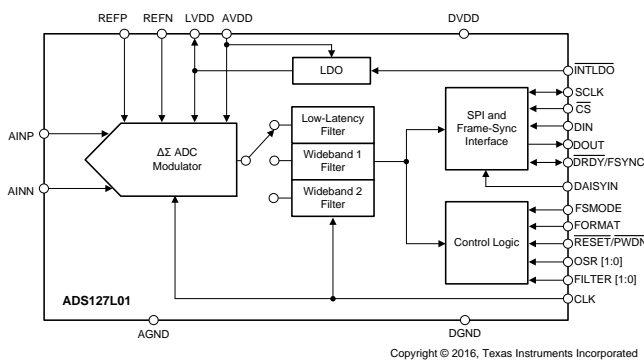 REFP REFN LVDD AVDD DVDD
LDO
INTLDO
SCLK
CS
DIN
DOUT
DRDY/FSYNC
DAISYIN
SPI and
Frame-Sync
Interface
AINP
AINN
ΔΣ ADC
Modulator
Low-Latency
Filter
Wideband 1
Filter
Wideband 2
Filter
Control Logic
FSMODE
FORMAT
RESET/PWDN
OSR [1:0]
FILTER [1:0]
CLK
ADS127L01
AGND DGND
Copyright © 2016, Texas Instruments Incorporated